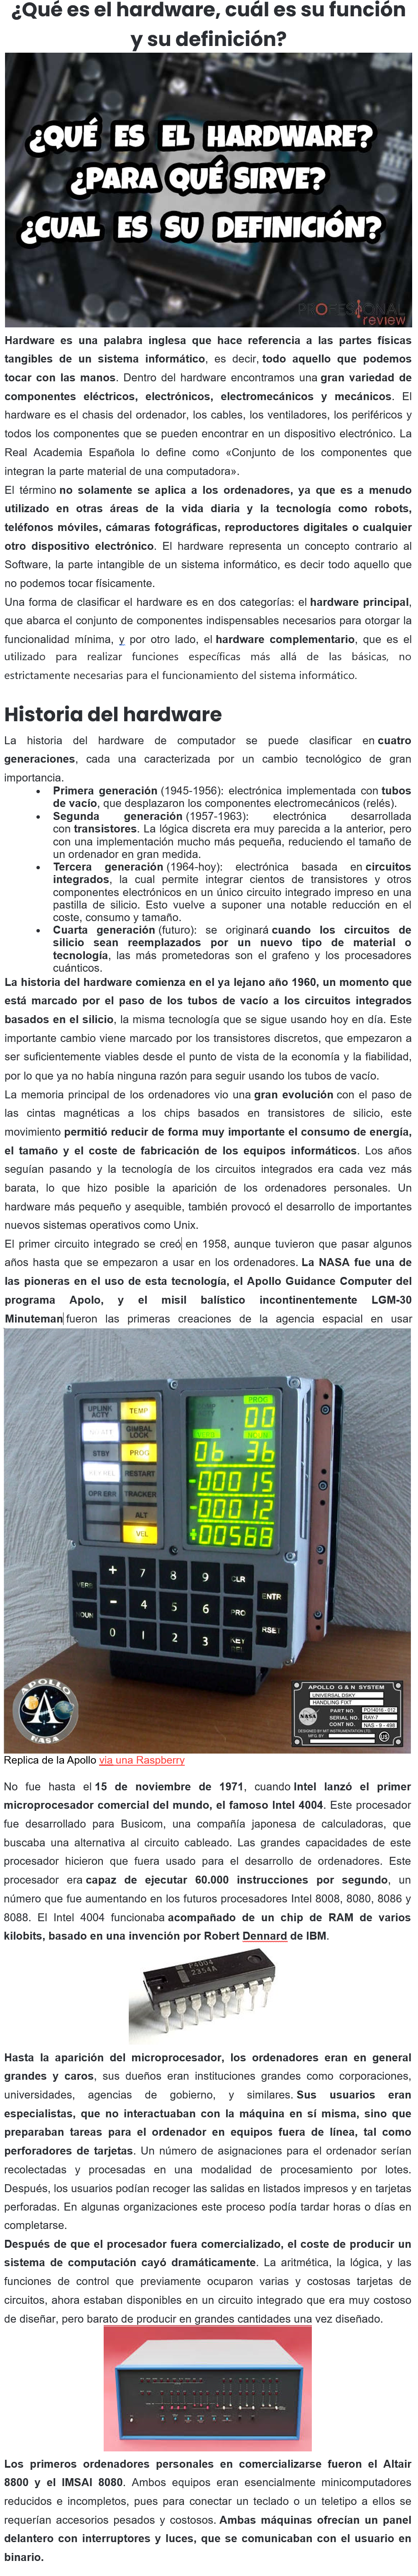 ¿Qué es el hardware, cuál es su función
y su definición?
¿QUÉ ES EL HARDWARE?
¿PARA QUÉ SIRVE?
¿CUAL ES SU DEFINICIÓN?
PROFESIONAL
review
Hardware es una palabra inglesa que hace referencia a las partes físicas
tangibles de un sistema informático, es decir, todo aquello que podemos
tocar con las manos. Dentro del hardware encontramos una gran variedad de
componentes eléctricos, electrónicos, electromecánicos y mecánicos. El
hardware es el chasis del ordenador, los cables, los ventiladores, los periféricos y
todos los componentes que se pueden encontrar en un dispositivo electrónico. La
Real Academia Española lo define como «Conjunto de los componentes que
integran la parte material de una computadora».
El término no solamente se aplica a los ordenadores, ya que es a menudo
utilizado en otras áreas de la vida diaria y la tecnología como robots,
teléfonos móviles, cámaras fotográficas, reproductores digitales o cualquier
otro dispositivo electrónico. El hardware representa un concepto contrario al
Software, la parte intangible de un sistema informático, es decir todo aquello que
no podemos tocar físicamente.
Una forma de clasificar el hardware es en dos categorías: el hardware principal,
que abarca el conjunto de componentes indispensables necesarios para otorgar la
funcionalidad mínima, y por otro lado, el hardware complementario, que es el
utilizado para realizar funciones específicas más allá de las básicas, no
estrictamente necesarias para el funcionamiento del sistema informático.
Historia del hardware
La historia del hardware de computador se puede clasificar en cuatro
generaciones, cada una caracterizada por un cambio tecnológico de gran
importancia.
• Primera generación (1945-1956): electrónica implementada con tubos
de vacío, que desplazaron los componentes electromecánicos (relés).
• Segunda generación (1957-1963): electrónica desarrollada
con transistores. La lógica discreta era muy parecida a la anterior, pero
con una implementación mucho más pequeña, reduciendo el tamaño de
un ordenador en gran medida.
• Tercera generación (1964-hoy): electrónica basada en circuitos
integrados, la cual permite integrar cientos de transistores y otros
componentes electrónicos en un único circuito integrado impreso en una
pastilla de silicio. Esto vuelve a suponer una notable reducción en el
coste, consumo y tamaño.
• Cuarta generación (futuro): se originará cuando los circuitos de
silicio sean reemplazados por un nuevo tipo de material o
tecnología, las más prometedoras son el grafeno y los procesadores
cuánticos.
La historia del hardware comienza en el ya lejano año 1960, un momento que
está marcado por el paso de los tubos de vacío a los circuitos integrados
basados en el silicio, la misma tecnología que se sigue usando hoy en día. Este
importante cambio viene marcado por los transistores discretos, que empezaron a
ser suficientemente viables desde el punto de vista de la economía y la fiabilidad,
por lo que ya no había ninguna razón para seguir usando los tubos de vacío.
La memoria principal de los ordenadores vio una gran evolución con el paso de
las cintas magnéticas a los chips basados en transistores de silicio, este
movimiento permitió reducir de forma muy importante el consumo de energía,
el tamaño y el coste de fabricación de los equipos informáticos. Los años
seguían pasando y la tecnología de los circuitos integrados era cada vez más
barata, lo que hizo posible la aparición de los ordenadores personales. Un
hardware más pequeño y asequible, también provocó el desarrollo de importantes
nuevos sistemas operativos como Unix.
El primer circuito integrado se creó en 1958, aunque tuvieron que pasar algunos
años hasta que se empezaron a usar en los ordenadores. La NASA fue una de
las pioneras en el uso de esta tecnología, el Apollo Guidance Computer del
programa Apolo, y el misil balístico incontinentemente LGM-30
Minuteman fueron las primeras creaciones de la agencia espacial en usar
UPLINK ACTY
TEMP
GIMBAL LOCK
STBY
PROG
RESTART
OPR ERR
TRACKER
ALT
VEL
PROG
00
06 36
-00015
-00012
+00568
VERB
NOUN
+ 7 8 9 CLR
ENTR
- 4 5 6 PRO
0 1 2 3 KEY REL
RSET
APOLLO
NASA
APOLLO G & N SYSTEM
UNIVERSAL DSKY
HANDLING FIXT
PART NO.
SERIAL NO. RAY-7
CONT NO. NAS - 9 - 498
NASA
MFG BY
US
Replica de la Apollo via una Raspberry
No fue hasta el 15 de noviembre de 1971, cuando Intel lanzó el primer
microprocesador comercial del mundo, el famoso Intel 4004. Este procesador
fue desarrollado para Busicom, una compañía japonesa de calculadoras, que
buscaba una alternativa al circuito cableado. Las grandes capacidades de este
procesador hicieron que fuera usado para el desarrollo de ordenadores. Este
procesador era capaz de ejecutar 60.000 instrucciones por segundo, un
número que fue aumentando en los futuros procesadores Intel 8008, 8080, 8086 y
8088. El Intel 4004 funcionaba acompañado de un chip de RAM de varios
kilobits, basado en una invención por Robert Dennard de IBM.
P4004
2354A
Hasta la aparición del microprocesador, los ordenadores eran en general
grandes y caros, sus dueños eran instituciones grandes como corporaciones,
universidades, agencias de gobierno, y similares. Sus usuarios eran
especialistas, que no interactuaban con la máquina en sí misma, sino que
preparaban tareas para el ordenador en equipos fuera de línea, tal como
perforadores de tarjetas. Un número de asignaciones para el ordenador serían
recolectadas y procesadas en una modalidad de procesamiento por lotes.
Después, los usuarios podían recoger las salidas en listados impresos y en tarjetas
perforadas. En algunas organizaciones este proceso podía tardar horas o días en
completarse.
Después de que el procesador fuera comercializado, el coste de producir un
sistema de computación cayó dramáticamente. La aritmética, la lógica, y las
funciones de control que previamente ocuparon varias y costosas tarjetas de
circuitos, ahora estaban disponibles en un circuito integrado que era muy costoso
de diseñar, pero barato de producir en grandes cantidades una vez diseñado.
Los primeros ordenadores personales en comercializarse fueron el Altair
8800 y el IMSAI 8080. Ambos equipos eran esencialmente minicomputadores
reducidos e incompletos, pues para conectar un teclado o un teletipo a ellos se
requerían accesorios pesados y costosos. Ambas máquinas ofrecían un panel
delantero con interruptores y luces, que se comunicaban con el usuario en
binario.